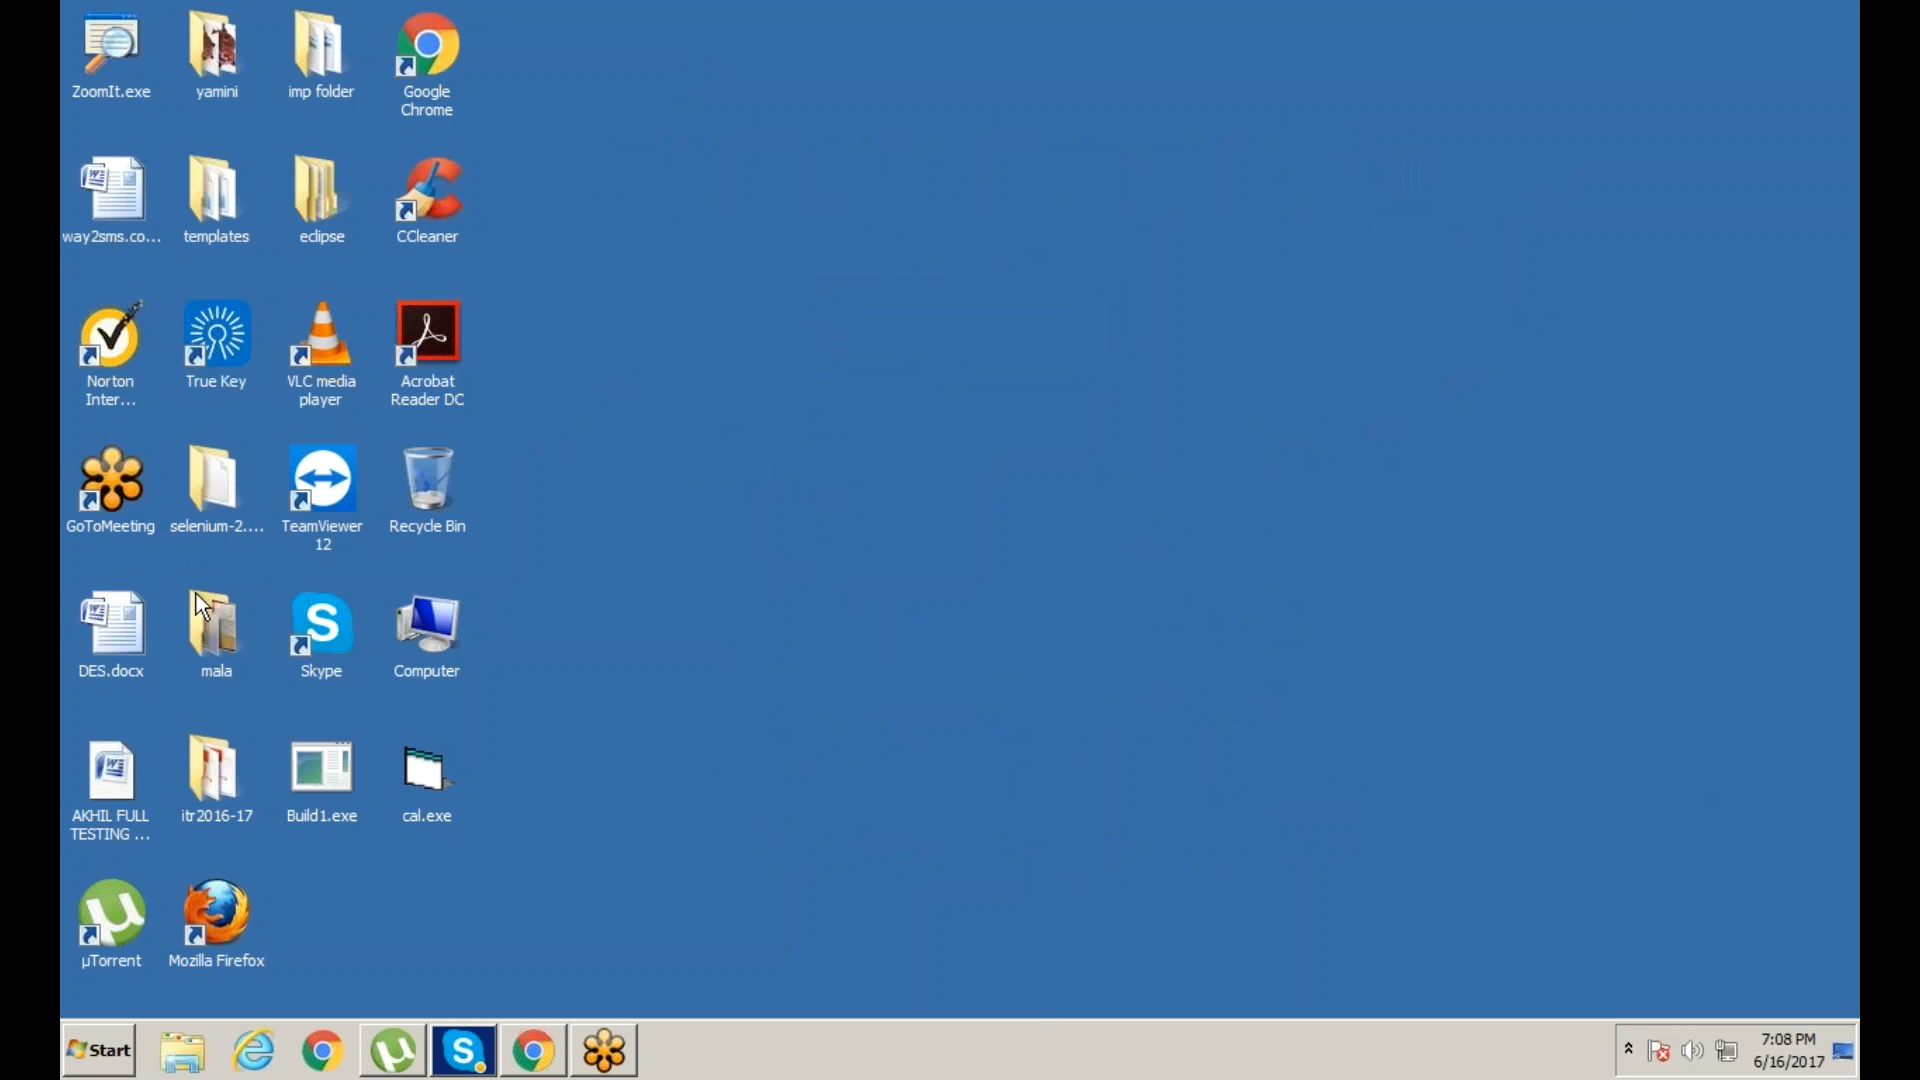 ZoomIt.exe
yamini
imp folder
Google
Chrome
way2sms.co...
templates
eclipse
CCleaner
Norton
Inter...
True Key
VLC media
player
Acrobat
Reader DC
GoToMeeting
selenium-2....
TeamViewer
12
Recycle Bin
DES.docx
mala
Skype
Computer
AKHIL FULL
TESTING ...
itr2016-17
Build1.exe
cal.exe
µTorrent
Mozilla Firefox
Start
7:08 PM
6/16/2017